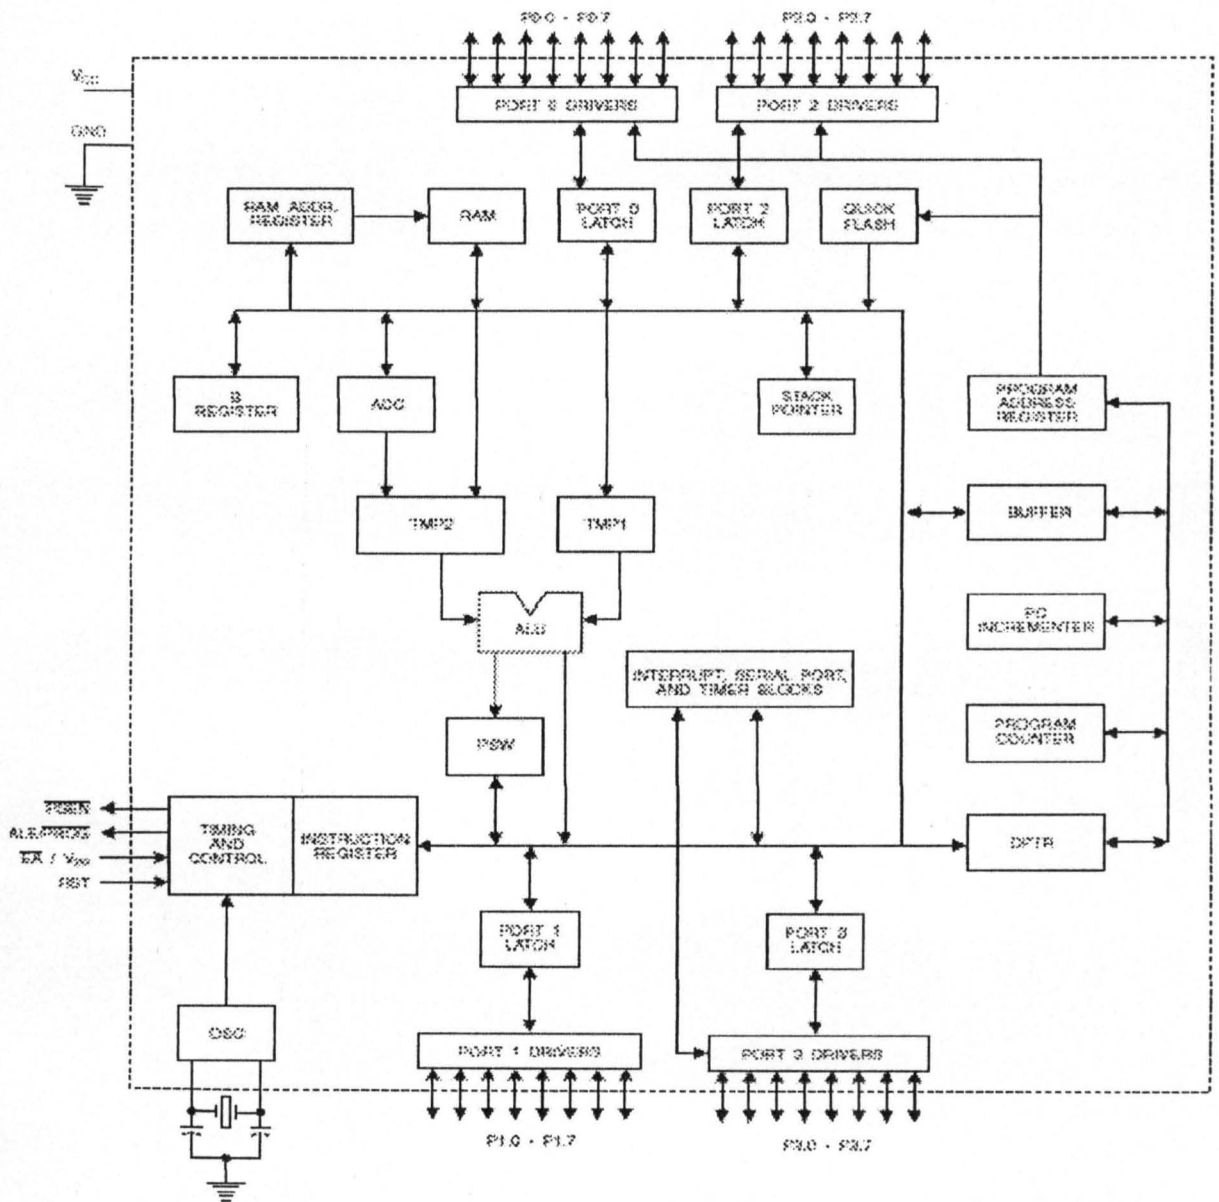 P0.0 - P0.7
P2.0 - P2.7
VCC
GND
PORT 0 DRIVERS
PORT 2 DRIVERS
RAM ADDR.
REGISTER
RAM
PORT 0
LATCH
PORT 2
LATCH
QUICK
FLASH
B
REGISTER
ACC
STACK
POINTER
PROGRAM
ADDRESS
REGISTER
TMP2
TMP1
BUFFER
ALU
PC
INCREMENTER
INTERRUPT, SERIAL PORT,
AND TIMER BLOCKS
PSW
PROGRAM
COUNTER
PSEN
ALE/PROG
EA / VPP
RST
TIMING
AND
CONTROL
INSTRUCTION
REGISTER
DPTR
PORT 1
LATCH
PORT 3
LATCH
OSC
PORT 1 DRIVERS
PORT 3 DRIVERS
P1.0 - P1.7
P3.0 - P3.7